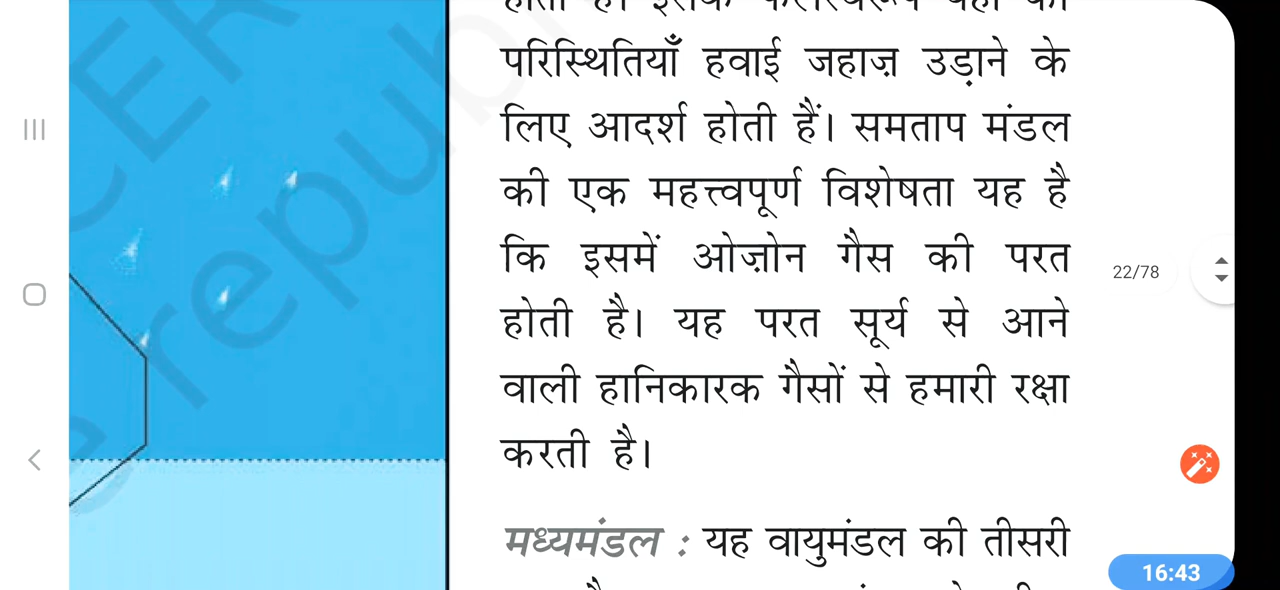 परिस्थितियाँ हवाई जहाज़ उड़ाने के
लिए आदर्श होती हैं। समताप मंडल
की एक महत्त्वपूर्ण विशेषता यह है
कि इसमें ओज़ोन गैस की परत
होती है। यह परत सूर्य से आने
वाली हानिकारक गैसों से हमारी रक्षा
करती है।
मध्यमंडल : यह वायुमंडल की तीसरी
22/78
16:43
republ